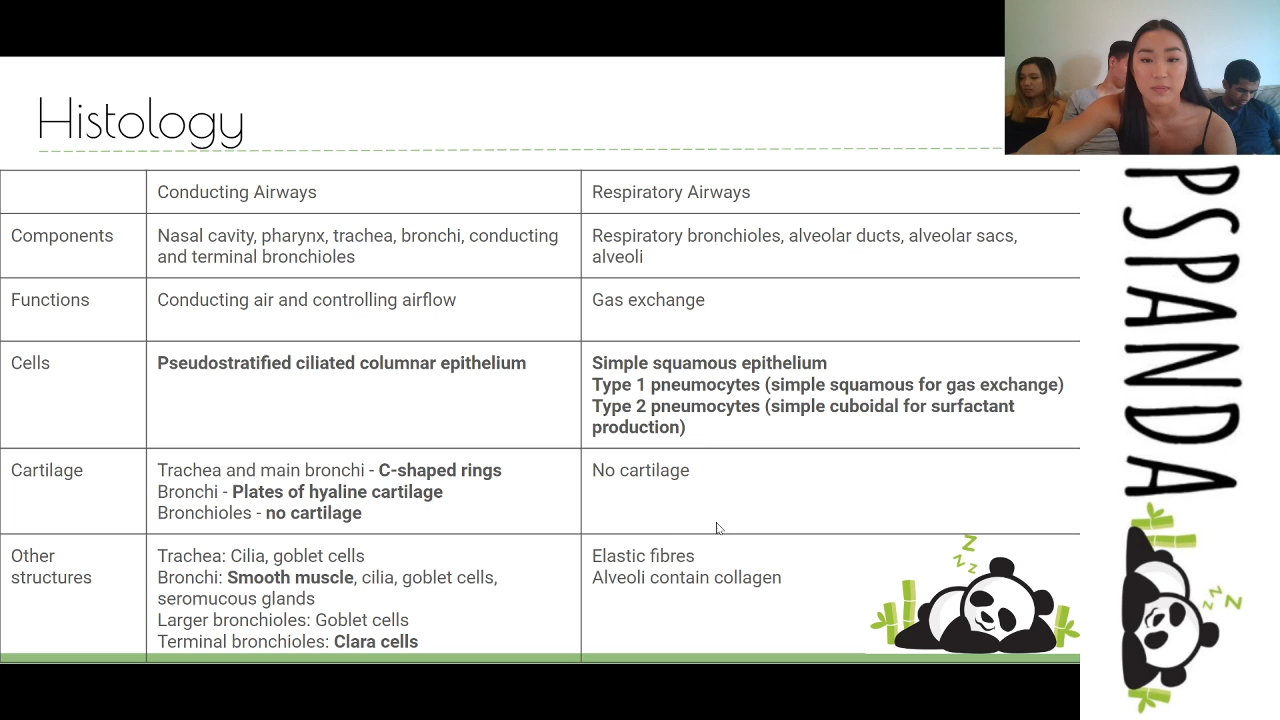 Histology
Conducting Airways
Respiratory Airways
Components
Nasal cavity, pharynx, trachea, bronchi, conducting
and terminal bronchioles
Respiratory bronchioles, alveolar ducts, alveolar sacs,
alveoli
Functions
Conducting air and controlling airflow
Gas exchange
Cells
Pseudostratified ciliated columnar epithelium
Simple squamous epithelium
Type 1 pneumocytes (simple squamous for gas exchange)
Type 2 pneumocytes (simple cuboidal for surfactant
production)
Cartilage
Trachea and main bronchi - C-shaped rings
Bronchi - Plates of hyaline cartilage
Bronchioles - no cartilage
No cartilage
Other
structures
Trachea: Cilia, goblet cells
Bronchi: Smooth muscle, cilia, goblet cells,
seromucous glands
Larger bronchioles: Goblet cells
Terminal bronchioles: Clara cells
Elastic fibres
Alveoli contain collagen
Z
Z
Z
PSPANDA
Z
Z
Z